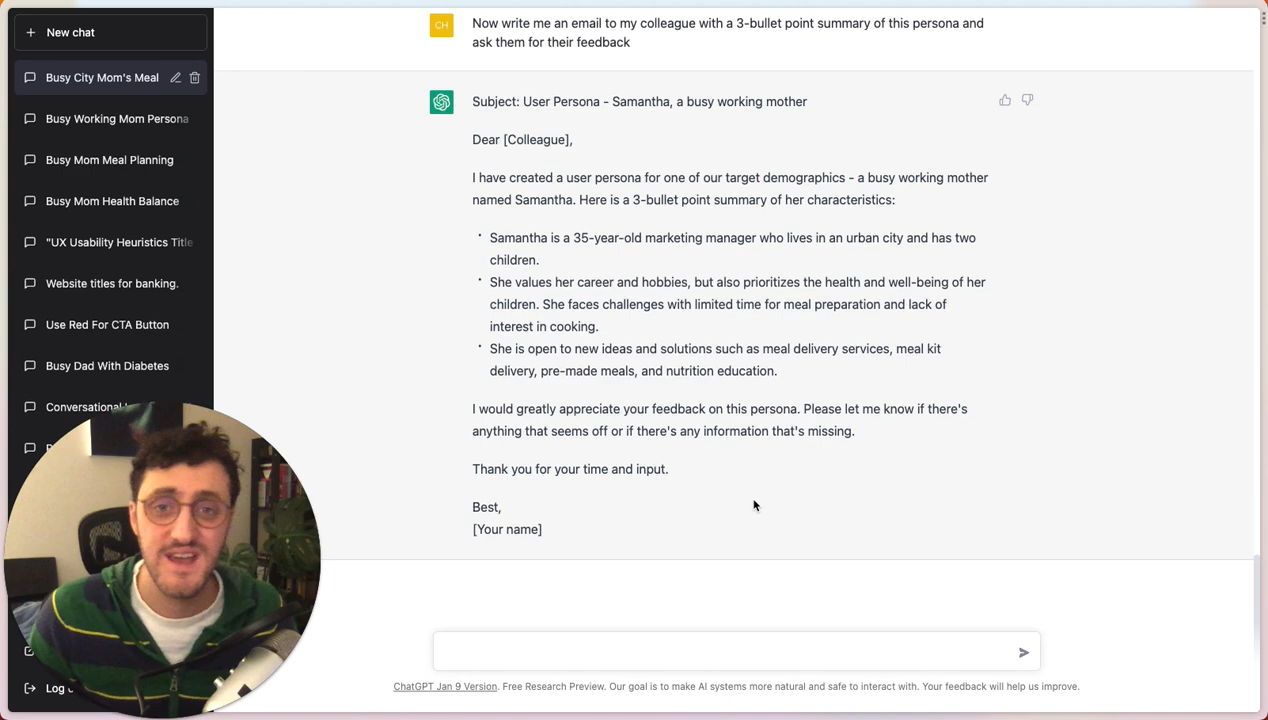 New chat
Busy City Mom's Meal
Busy Working Mom Persona
Busy Mom Meal Planning
Busy Mom Health Balance
"UX Usability Heuristics Title
Website titles for banking.
Use Red For CTA Button
Busy Dad With Diabetes
Conversational
Log
CH
Now write me an email to my colleague with a 3-bullet point summary of this persona and
ask them for their feedback
Subject: User Persona - Samantha, a busy working mother
Dear [Colleague],
I have created a user persona for one of our target demographics - a busy working mother
named Samantha. Here is a 3-bullet point summary of her characteristics:
• Samantha is a 35-year-old marketing manager who lives in an urban city and has two
children.
• She values her career and hobbies, but also prioritizes the health and well-being of her
children. She faces challenges with limited time for meal preparation and lack of
interest in cooking.
• She is open to new ideas and solutions such as meal delivery services, meal kit
delivery, pre-made meals, and nutrition education.
I would greatly appreciate your feedback on this persona. Please let me know if there's
anything that seems off or if there's any information that's missing.
Thank you for your time and input.
Best,
[Your name]
ChatGPT Jan 9 Version. Free Research Preview. Our goal is to make AI systems more natural and safe to interact with. Your feedback will help us improve.